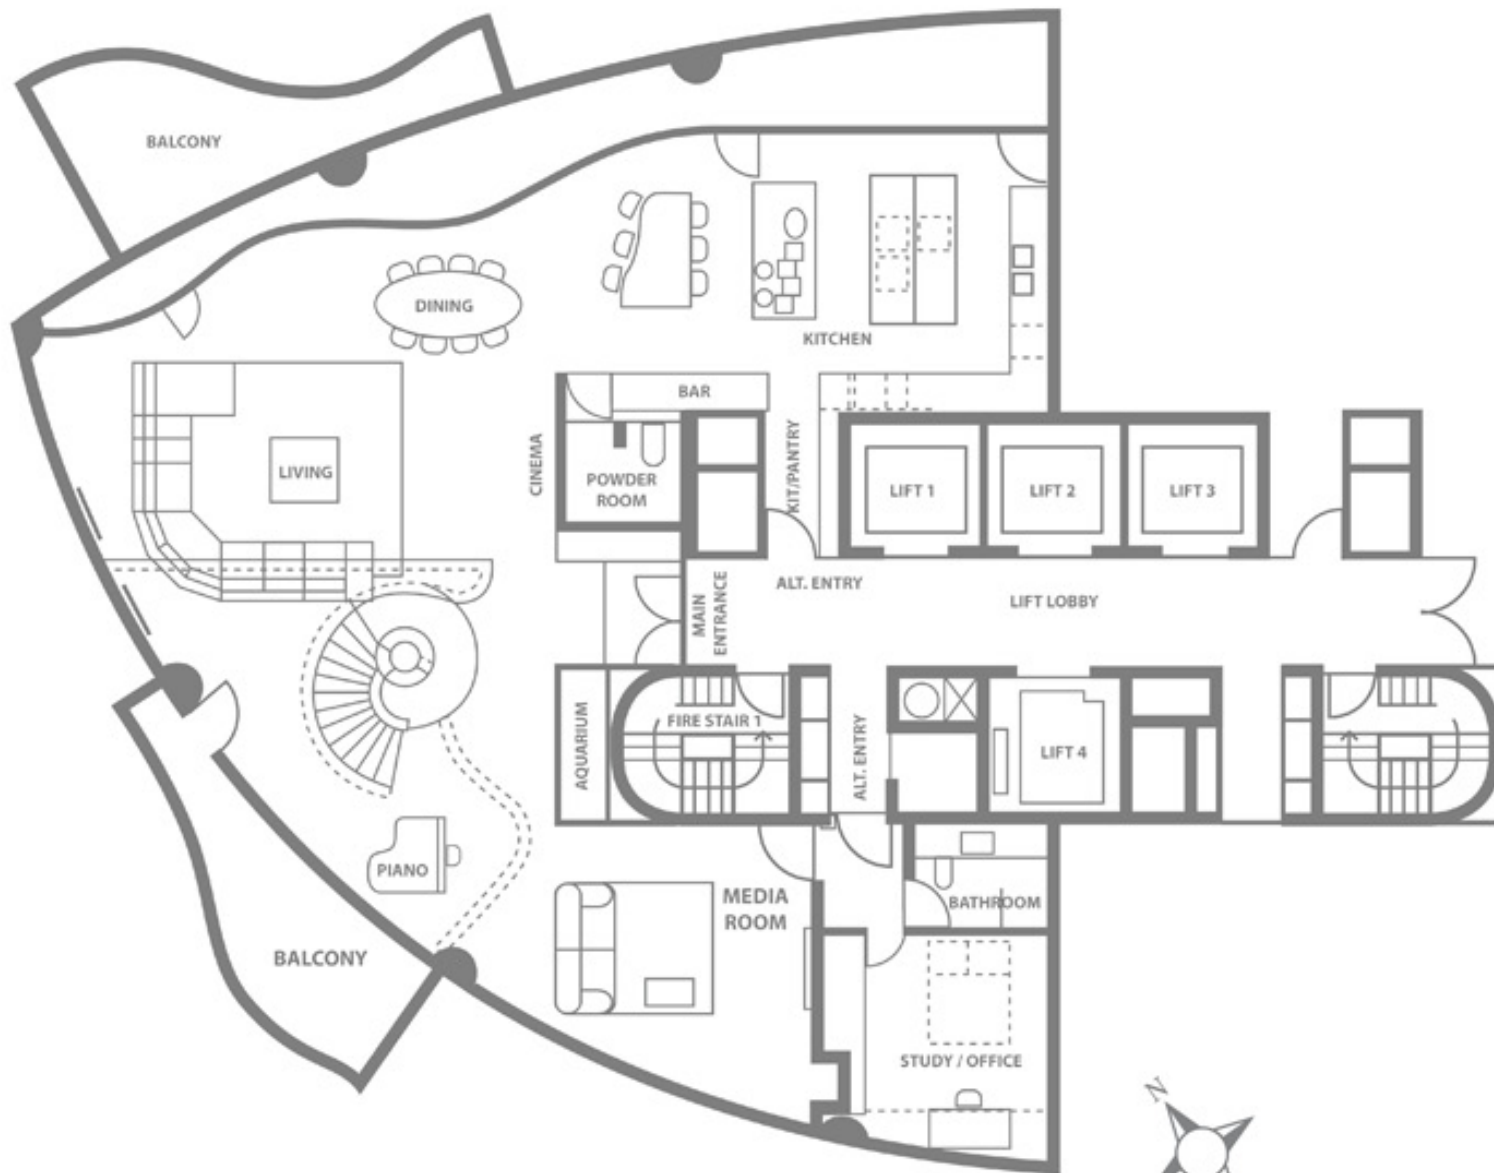 BALCONY
DINING
KITCHEN
BAR
CINEMA
LIVING
POWDER
ROOM
KIT/PANTRY
LIFT 1
LIFT 2
LIFT 3
MAIN
ENTRANCE
ALT. ENTRY
LIFT LOBBY
AQUARIUM
FIRE STAIR 1
ALT. ENTRY
LIFT 4
PIANO
MEDIA
ROOM
BATHROOM
BALCONY
STUDY / OFFICE
N